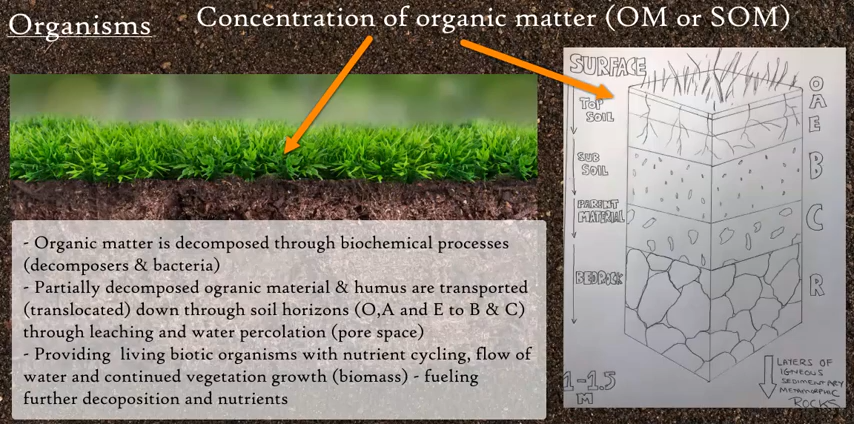 Organisms
Concentration of organic matter (OM or SOM)
- Organic matter is decomposed through biochemical processes
(decomposers & bacteria)
- Partially decomposed ogranic material & humus are transported
(translocated) down through soil horizons (O,A and E to B & C)
through leaching and water percolation (pore space)
- Providing living biotic organisms with nutrient cycling, flow of
water and continued vegetation growth (biomass) - fueling
further decoposition and nutrients
SURFACE
TOP
SOIL
SUB
SOIL
PARENT
MATERIAL
BEDROCK
1-1.5
M
O
A
E
B
C
R
LAYERS OF
IGNEOUS
SEDIMENTARY
METAMORPHIC
ROCKS